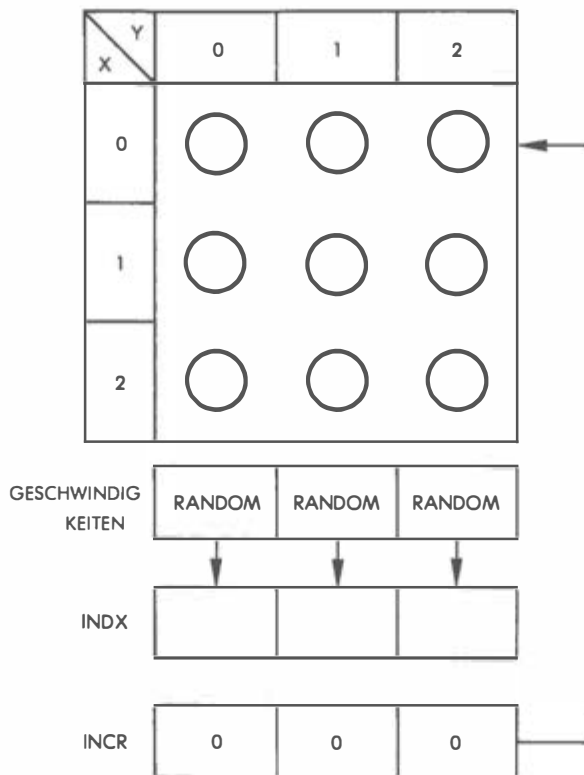 Y
X
0 1 2
0
1
2
GESCHWINDIG
KEITEN
RANDOM RANDOM RANDOM
INDX
INCR 0 0 0